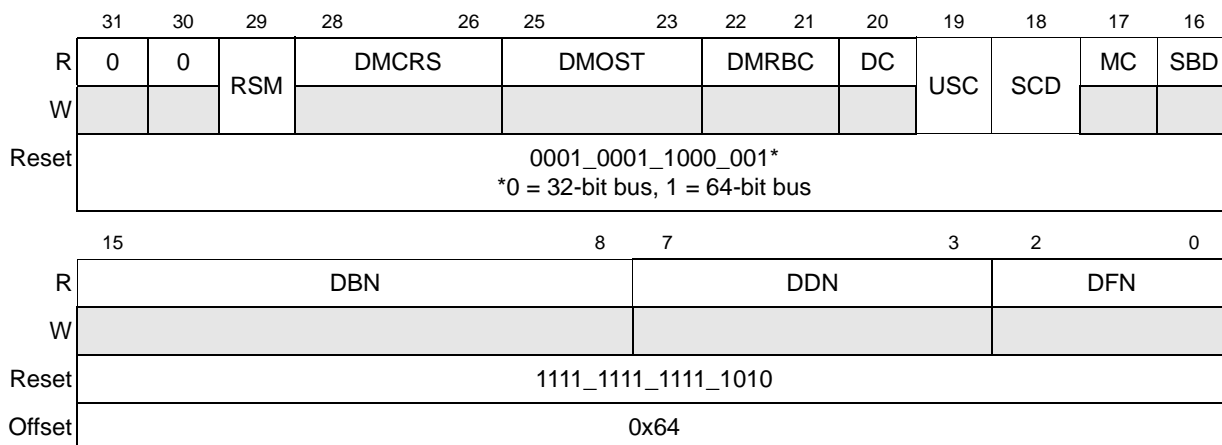 31 30 29 28 26 25 23 22 21 20 19 18 17 16
R 0 0 RSM DMCRS DMOST DMRBC DC USC SCD MC SBD
W
Reset 0001_0001_1000_001*
*0 = 32-bit bus, 1 = 64-bit bus
15 8 7 3 2 0
R DBN DDN DFN
W
Reset 1111_1111_1111_1010
Offset 0x64